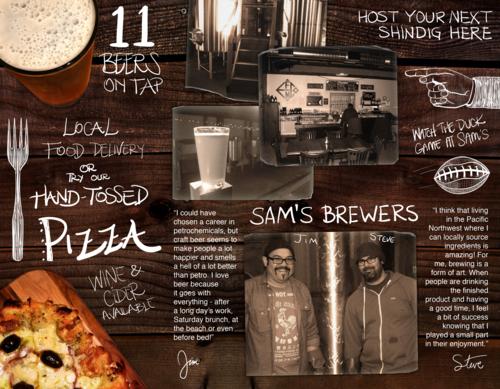 11
BEERS
ON TAP
HOST YOUR NEXT
SHINDIG HERE
LOCAL
FOOD DELIVERY
OR
TRY OUR
HAND-TOSSED
PIZZA
WINE &
CIDER
AVAILABLE
WATCH THE DUCK
GAME AT SAM'S
SAM'S BREWERS
"I could have
chosen a career in
petrochemicals, but
craft beer seems to
make people a lot
happier and smells
a hell of a lot better
than petro. I love
beer because
it goes with
everything - after
a long day's work,
Saturday brunch, at
the beach or even
before bed!"
Jim
JIM
STEVE
"I think that living
in the Pacific
Northwest where I
can locally source
ingredients is
amazing! For
me, brewing is a
form of art. When
people are drinking
the finished
product and having
a good time, I feel
a bit of success
knowing that I
played a small part
in their enjoyment."
Steve